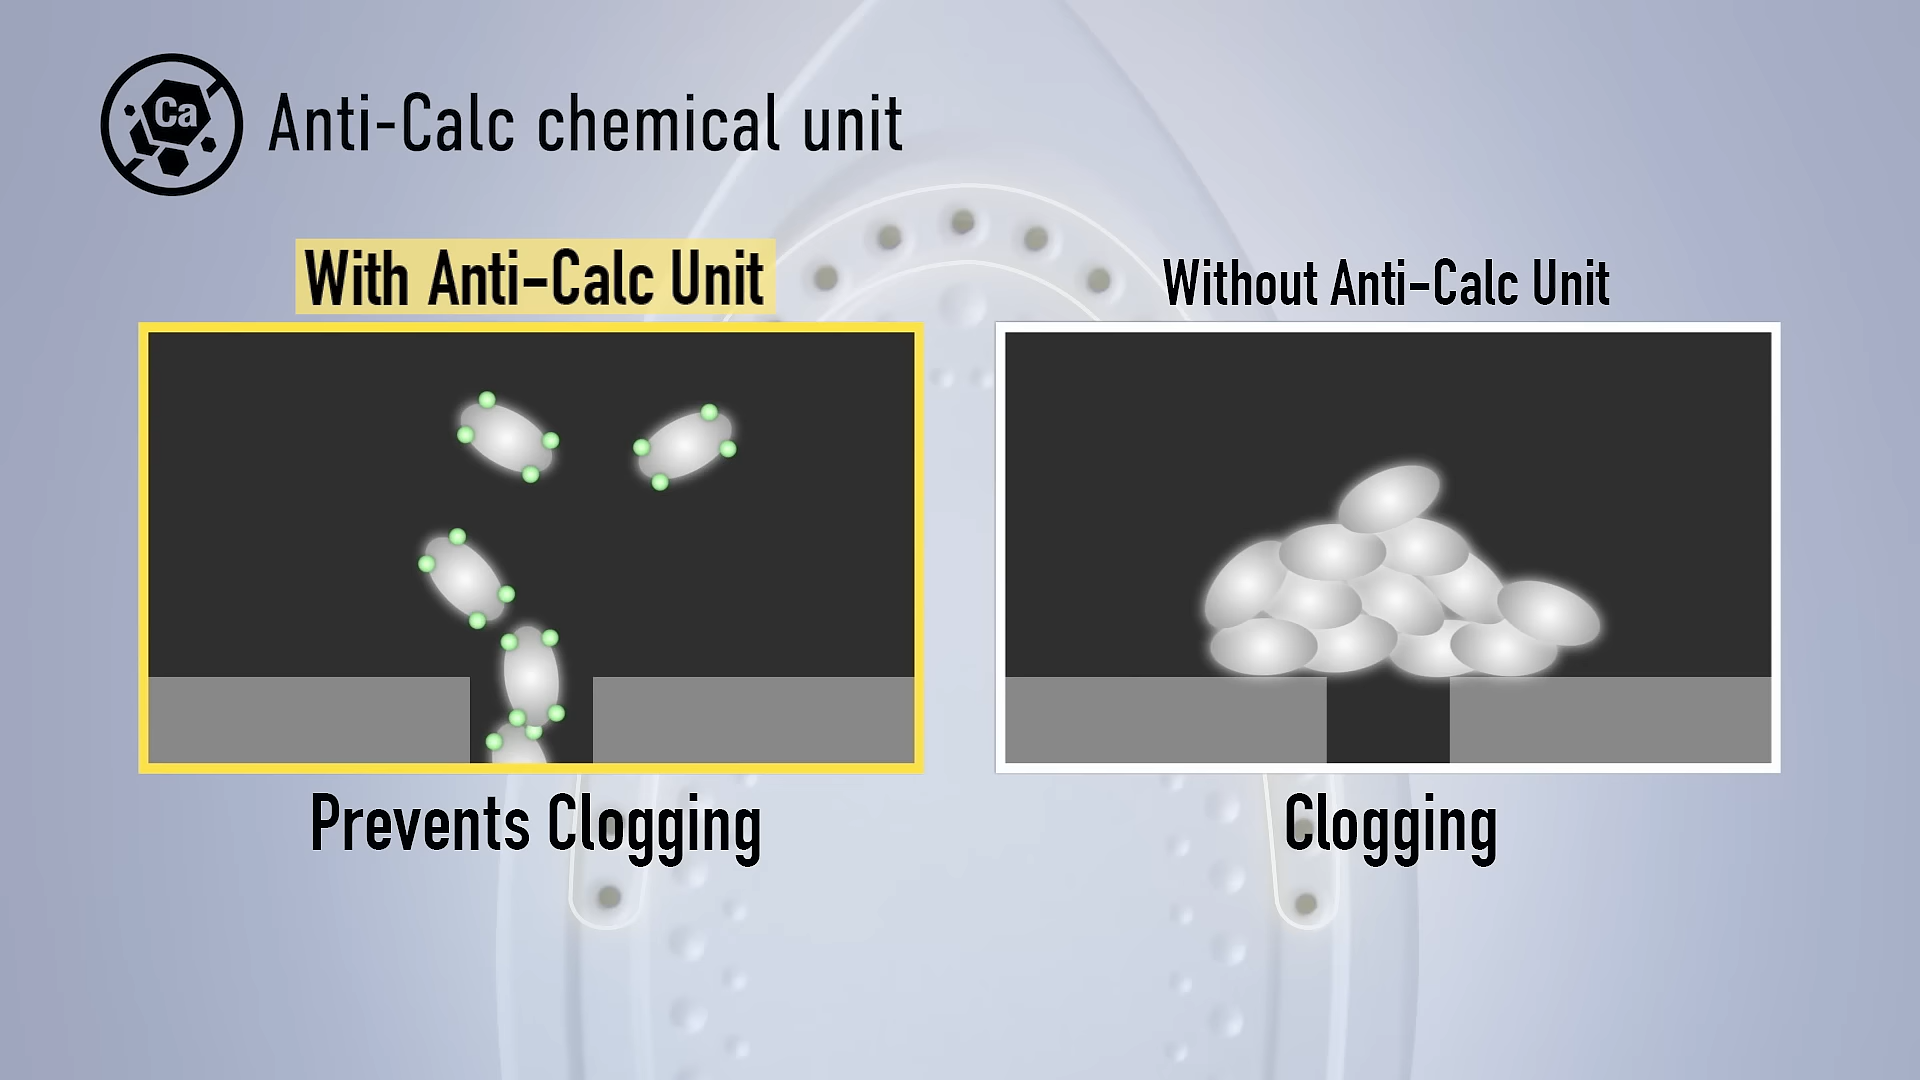 Ca
Anti-Calc chemical unit
With Anti-Calc Unit
Without Anti-Calc Unit
Prevents Clogging
Clogging